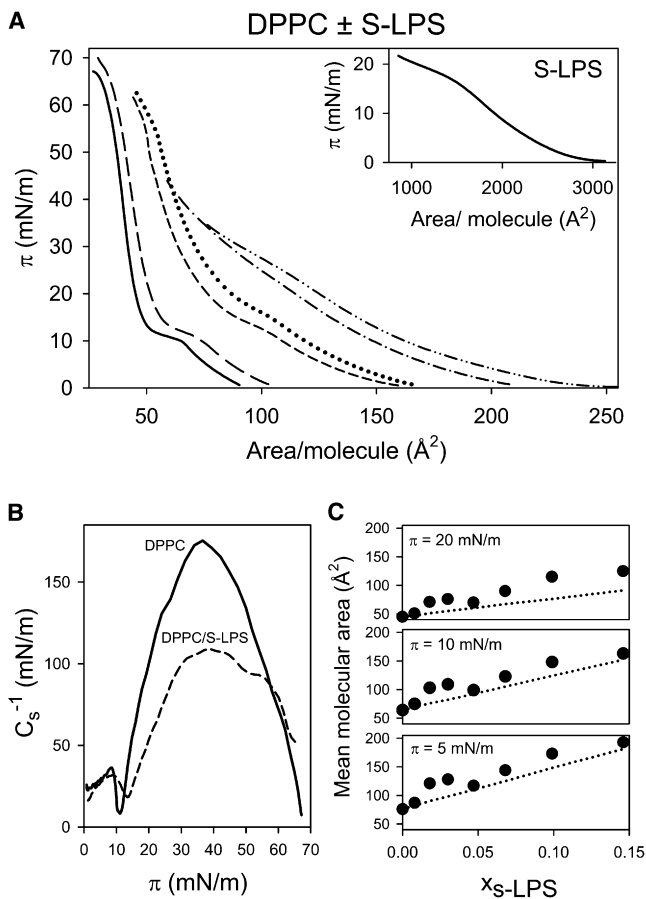 A
DPPC ± S-LPS
70
60
50
40
30
20
10
0
π (mN/m)
50
100
150
200
250
Area/molecule (Å²)
S-LPS
20
10
0
π (mN/m)
1000
2000
3000
Area/ molecule (Å²)
B
DPPC
DPPC/S-LPS
150
100
50
0
Cs⁻¹ (mN/m)
0 10 20 30 40 50 60 70
π (mN/m)
C
Mean molecular area (Å²)
π = 20 mN/m
200
150
100
50
π = 10 mN/m
200
150
100
50
π = 5 mN/m
200
150
100
50
0.00 0.05 0.10 0.15
xS-LPS